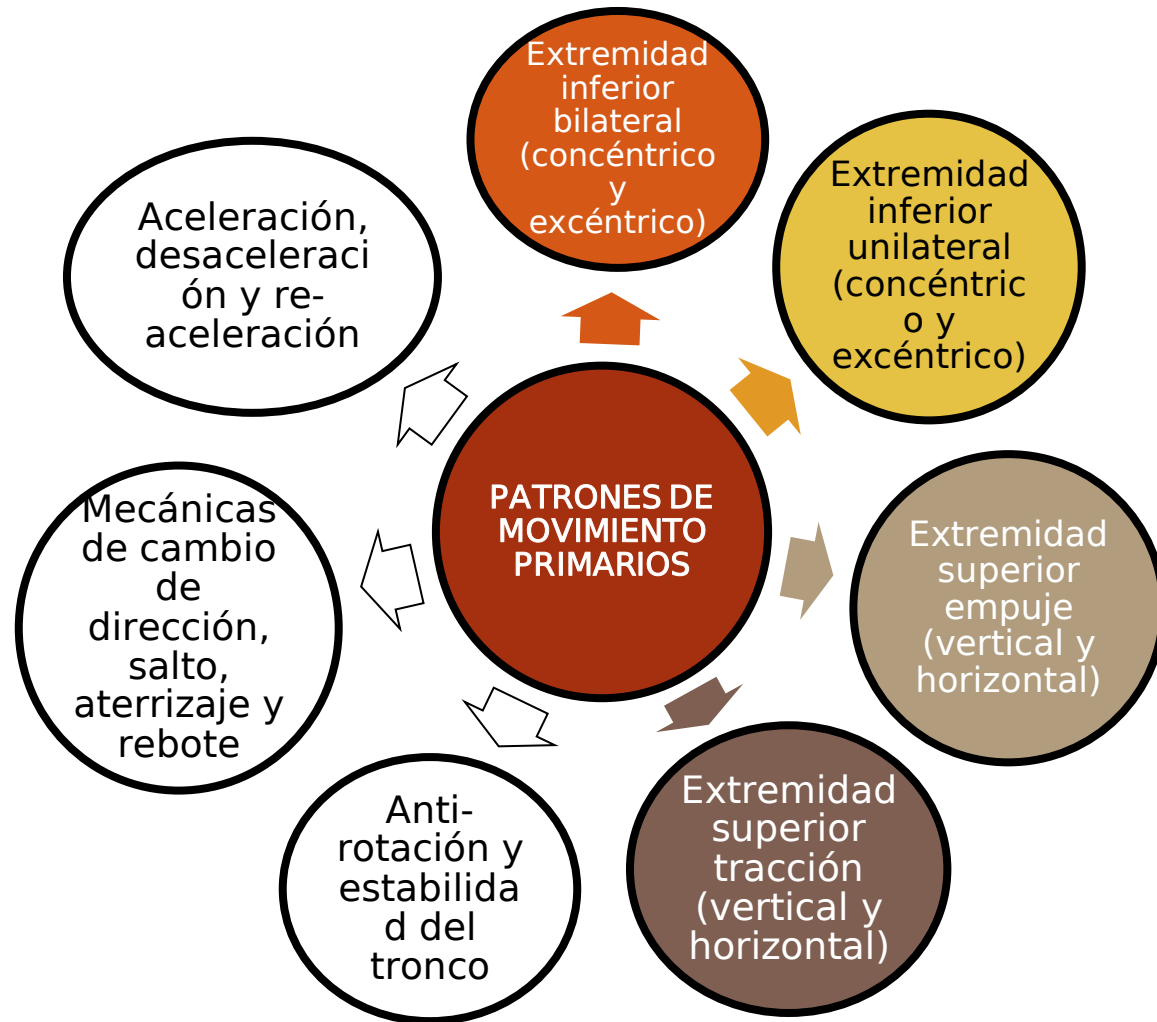 Extremidad
inferior
bilateral
(concéntrico
y
excéntrico)
Extremidad
inferior
unilateral
(concéntric
o y
excéntrico)
Extremidad
superior
empuje
(vertical y
horizontal)
Extremidad
superior
tracción
(vertical y
horizontal)
Anti-
rotación y
estabilida
d del
tronco
Mecánicas
de cambio
de
dirección,
salto,
aterrizaje y
rebote
Aceleración,
desaceleraci
ón y re-
aceleración
PATRONES DE
MOVIMIENTO
PRIMARIOS